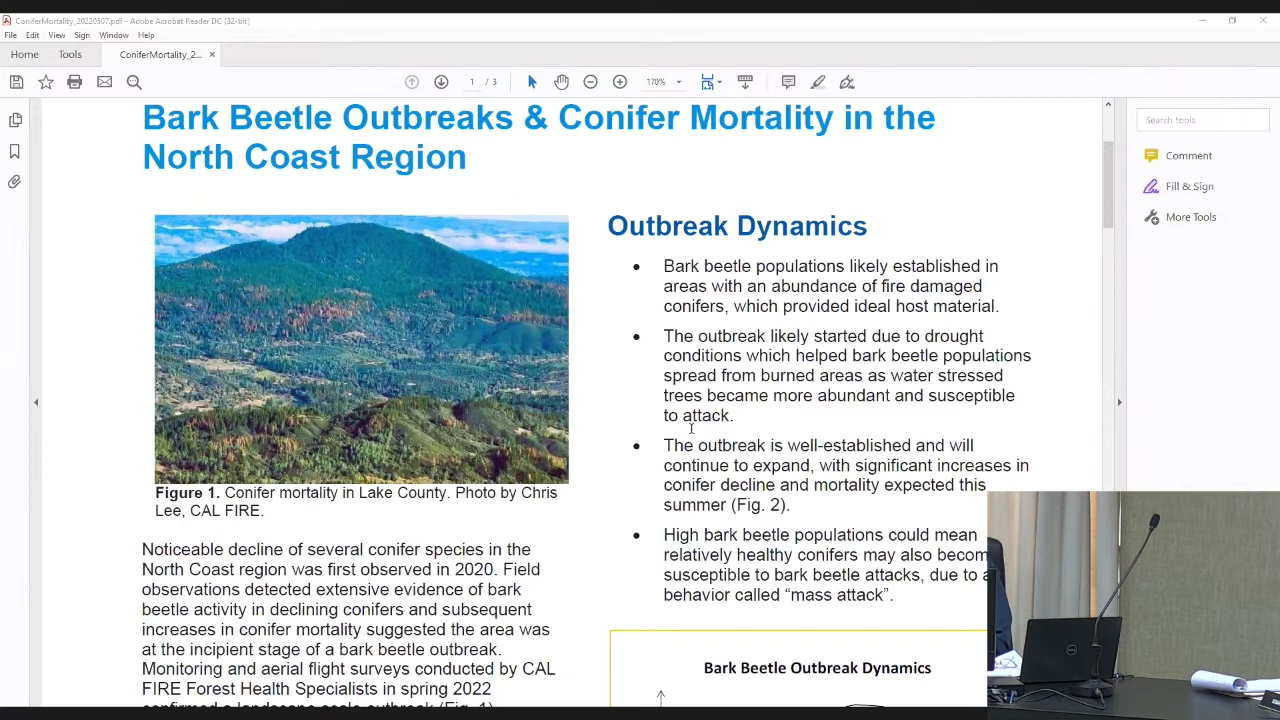 ConiferMortality_20220507.pdf - Adobe Acrobat Reader DC (32-bit)
File Edit View Sign Window Help
Home Tools ConiferMortality_2...
1 / 3
170%
Search tools
Comment
Fill & Sign
More Tools
Bark Beetle Outbreaks & Conifer Mortality in the
North Coast Region
Figure 1. Conifer mortality in Lake County. Photo by Chris
Lee, CAL FIRE.
Noticeable decline of several conifer species in the
North Coast region was first observed in 2020. Field
observations detected extensive evidence of bark
beetle activity in declining conifers and subsequent
increases in conifer mortality suggested the area was
at the incipient stage of a bark beetle outbreak.
Monitoring and aerial flight surveys conducted by CAL
FIRE Forest Health Specialists in spring 2022
Outbreak Dynamics
• Bark beetle populations likely established in
areas with an abundance of fire damaged
conifers, which provided ideal host material.
• The outbreak likely started due to drought
conditions which helped bark beetle populations
spread from burned areas as water stressed
trees became more abundant and susceptible
to attack.
• The outbreak is well-established and will
continue to expand, with significant increases in
conifer decline and mortality expected this
summer (Fig. 2).
• High bark beetle populations could mean
relatively healthy conifers may also becom
susceptible to bark beetle attacks, due to a
behavior called “mass attack”.
Bark Beetle Outbreak Dynamics
DELL